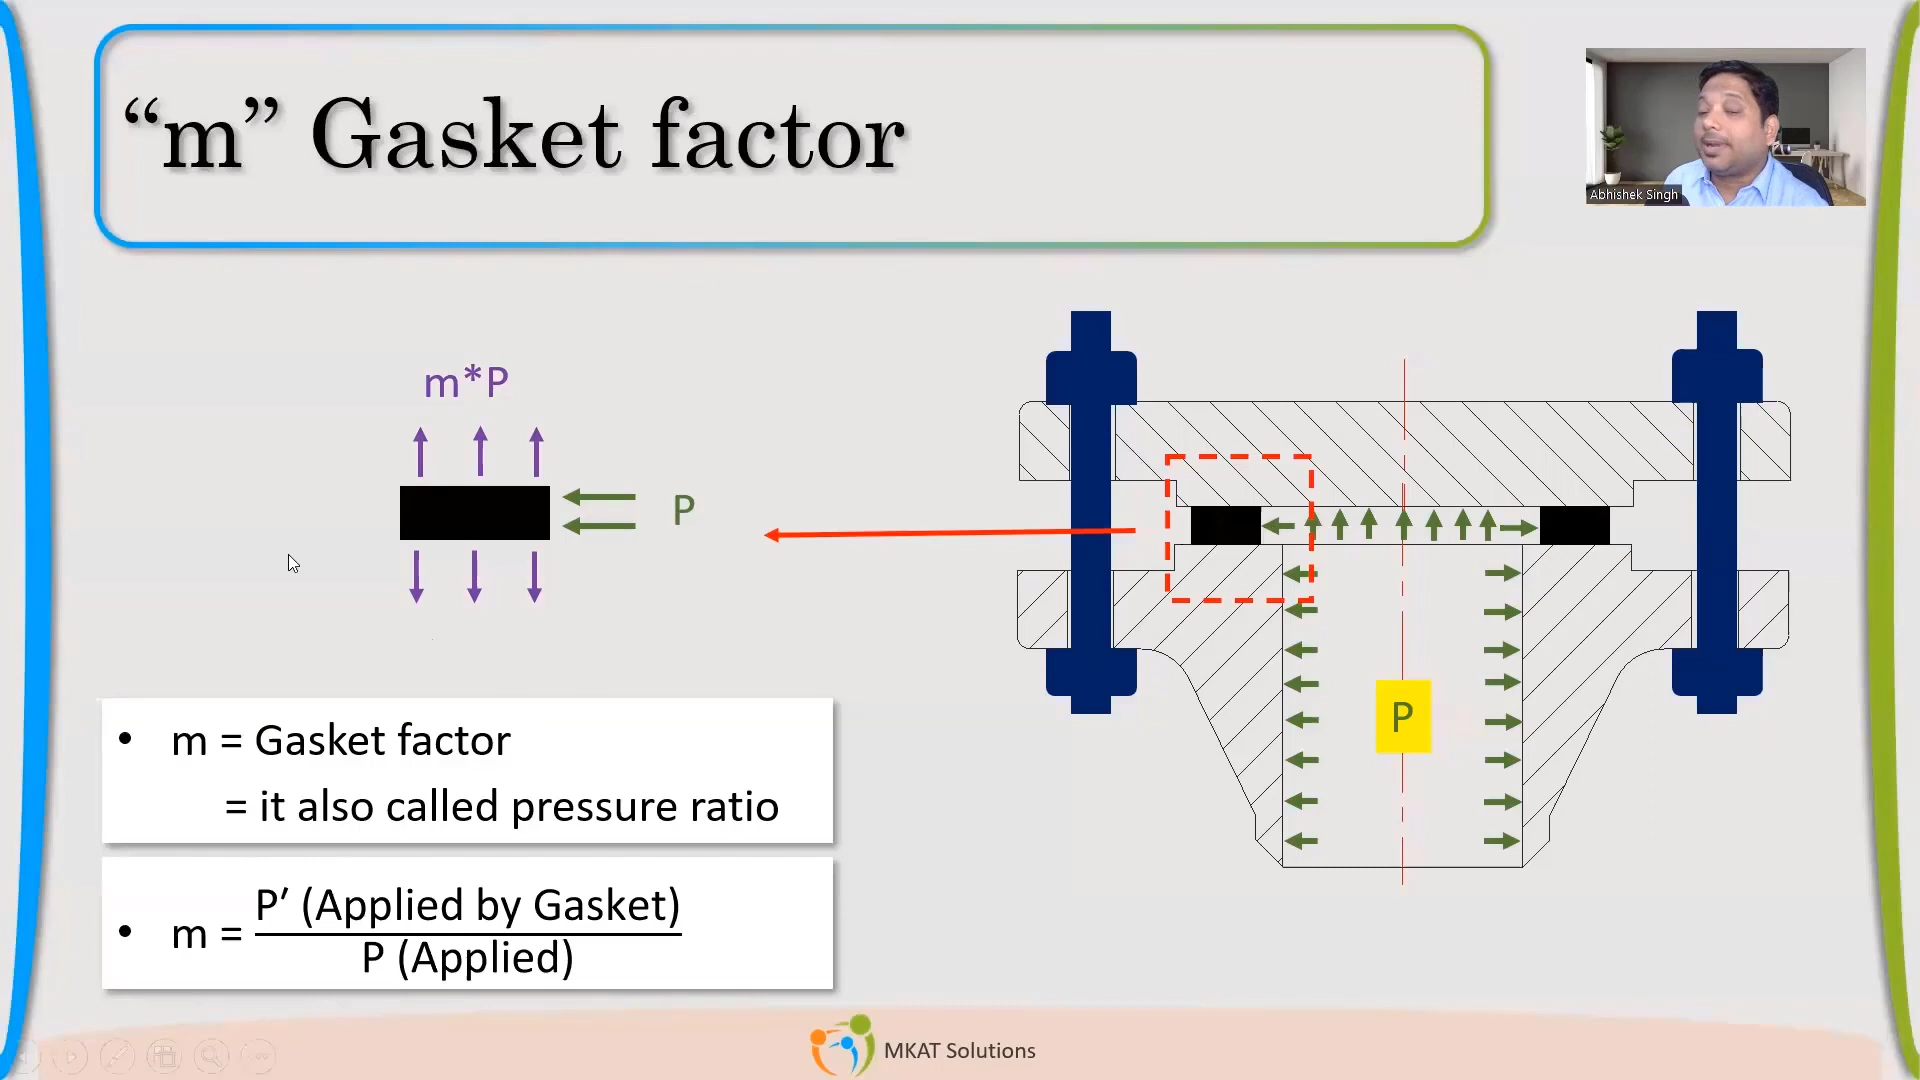 “m” Gasket factor
Abhishek Singh
m*P
P
P
• m = Gasket factor
= it also called pressure ratio
• m = P′ (Applied by Gasket)
P (Applied)
MKAT Solutions